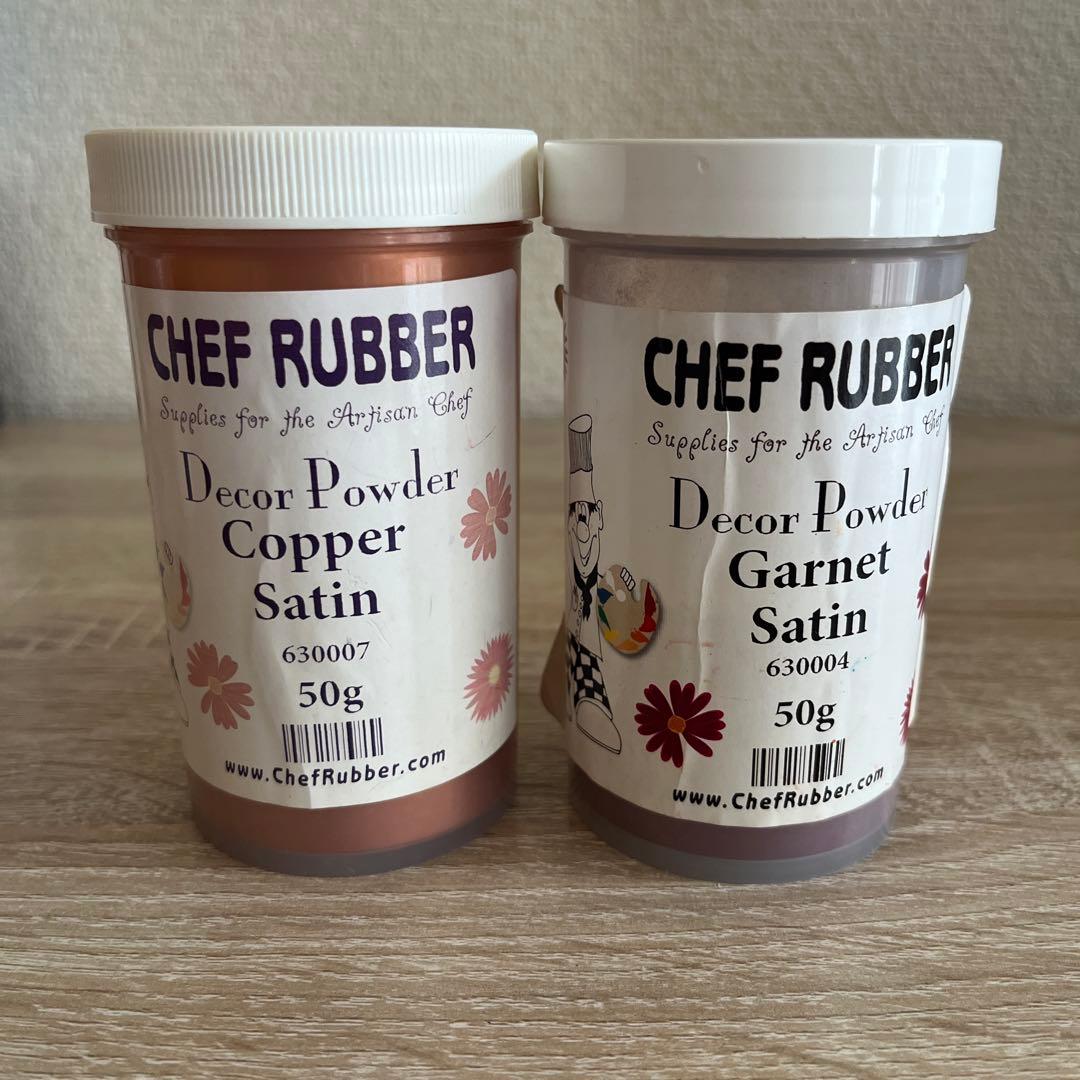 CHEF RUBBER
Supplies for the Artisan Chef
Decor Powder
Copper
Satin
630007
50g
www.ChefRubber.com
CHEF RUBBER
Supplies for the Artisan Chef
Decor Powder
Garnet
Satin
630004
50g
www.ChefRubber.com